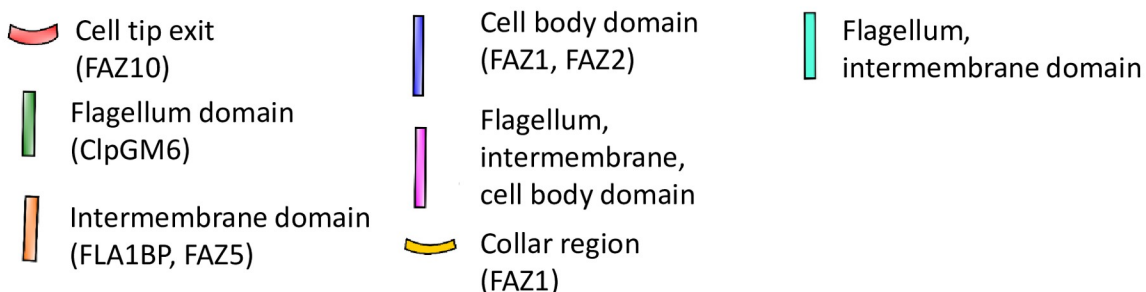 Cell tip exit
(FAZ10)
Flagellum domain
(ClpGM6)
Intermembrane domain
(FLA1BP, FAZ5)
Cell body domain
(FAZ1, FAZ2)
Flagellum,
intermembrane,
cell body domain
Collar region
(FAZ1)
Flagellum,
intermembrane domain